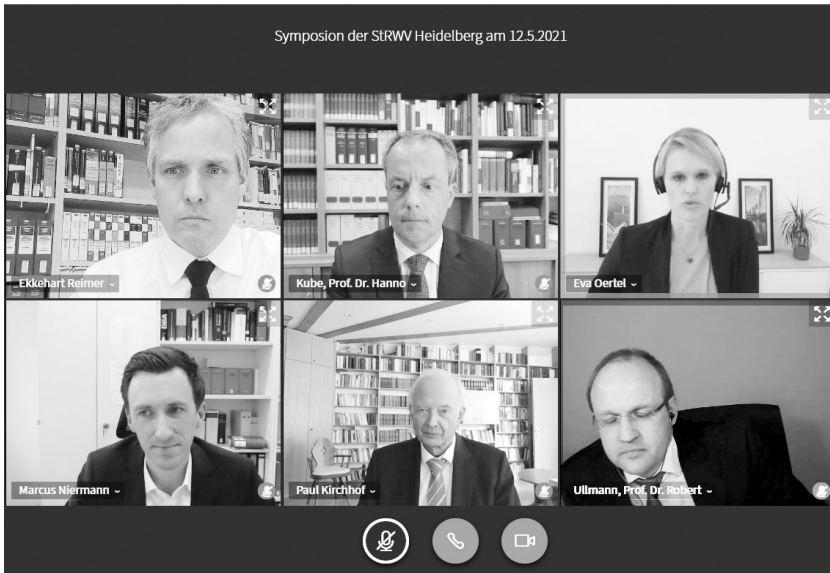 Symposion der StRWV Heidelberg am 12.5.2021
Ekkehart Reimer
Kube, Prof. Dr. Hanno
Eva Oertel
Marcus Niermann
Paul Kirchhof
Ullmann, Prof. Dr. Robert